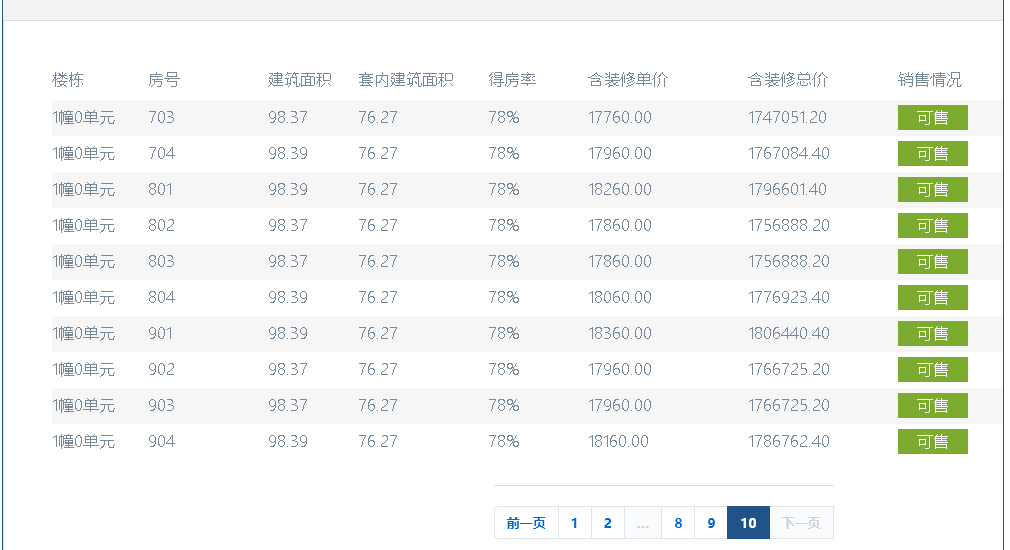 楼栋 房号 建筑面积 套内建筑面积 得房率 含装修单价 含装修总价 销售情况
1幢0单元 703 98.37 76.27 78% 17760.00 1747051.20 可售
1幢0单元 704 98.39 76.27 78% 17960.00 1767084.40 可售
1幢0单元 801 98.39 76.27 78% 18260.00 1796601.40 可售
1幢0单元 802 98.37 76.27 78% 17860.00 1756888.20 可售
1幢0单元 803 98.37 76.27 78% 17860.00 1756888.20 可售
1幢0单元 804 98.39 76.27 78% 18060.00 1776923.40 可售
1幢0单元 901 98.39 76.27 78% 18360.00 1806440.40 可售
1幢0单元 902 98.37 76.27 78% 17960.00 1766725.20 可售
1幢0单元 903 98.37 76.27 78% 17960.00 1766725.20 可售
1幢0单元 904 98.39 76.27 78% 18160.00 1786762.40 可售
前一页 1 2 ... 8 9 10 下一页